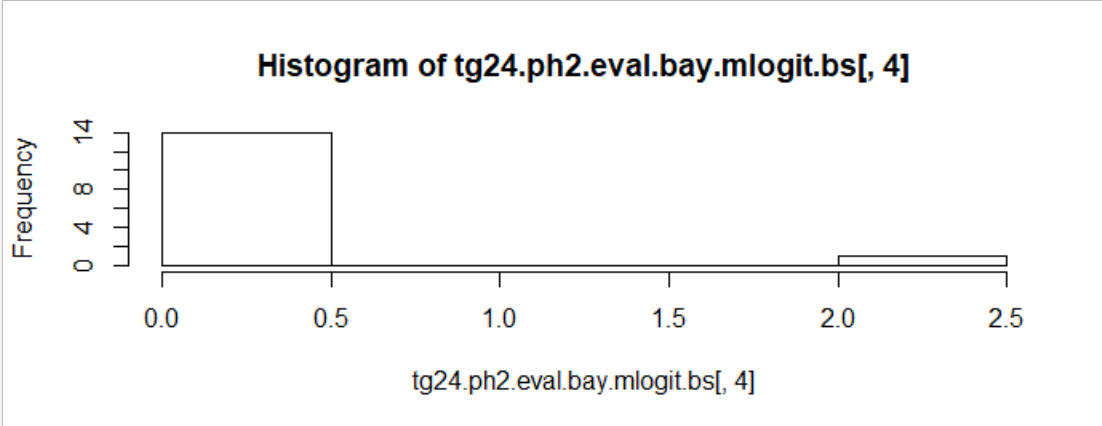 Histogram of tg24.ph2.eval.bay.mlogit.bs[, 4]
Frequency
14
8
4
0
0.0 0.5 1.0 1.5 2.0 2.5
tg24.ph2.eval.bay.mlogit.bs[, 4]